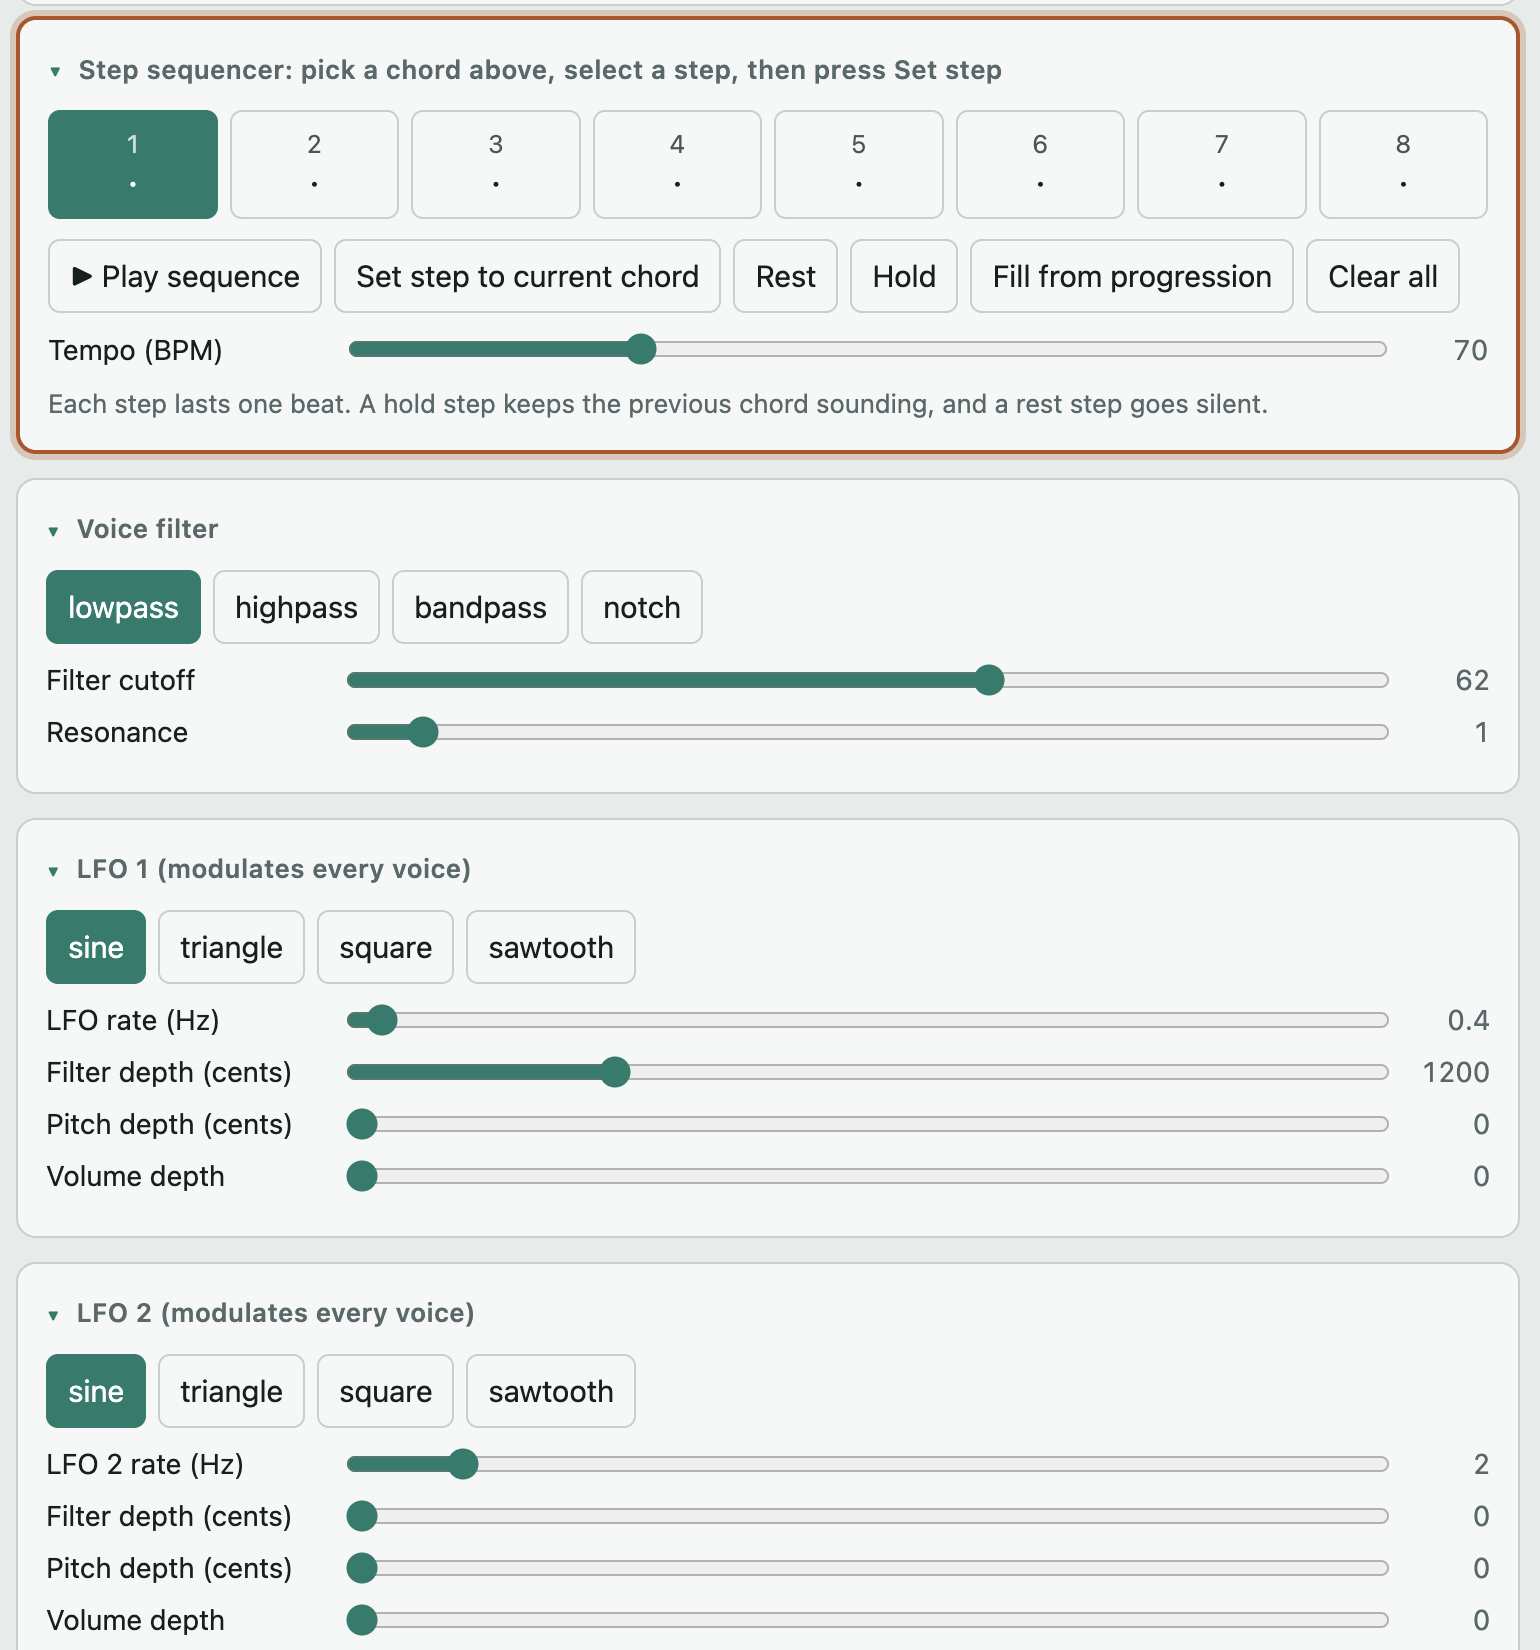 ▼ Step sequencer: pick a chord above, select a step, then press Set step
1 2 3 4 5 6 7 8
. . . . . . . .
▶ Play sequence Set step to current chord Rest Hold Fill from progression Clear all
Tempo (BPM) 70
Each step lasts one beat. A hold step keeps the previous chord sounding, and a rest step goes silent.
▼ Voice filter
lowpass highpass bandpass notch
Filter cutoff 62
Resonance 1
▼ LFO 1 (modulates every voice)
sine triangle square sawtooth
LFO rate (Hz) 0.4
Filter depth (cents) 1200
Pitch depth (cents) 0
Volume depth 0
▼ LFO 2 (modulates every voice)
sine triangle square sawtooth
LFO 2 rate (Hz) 2
Filter depth (cents) 0
Pitch depth (cents) 0
Volume depth 0